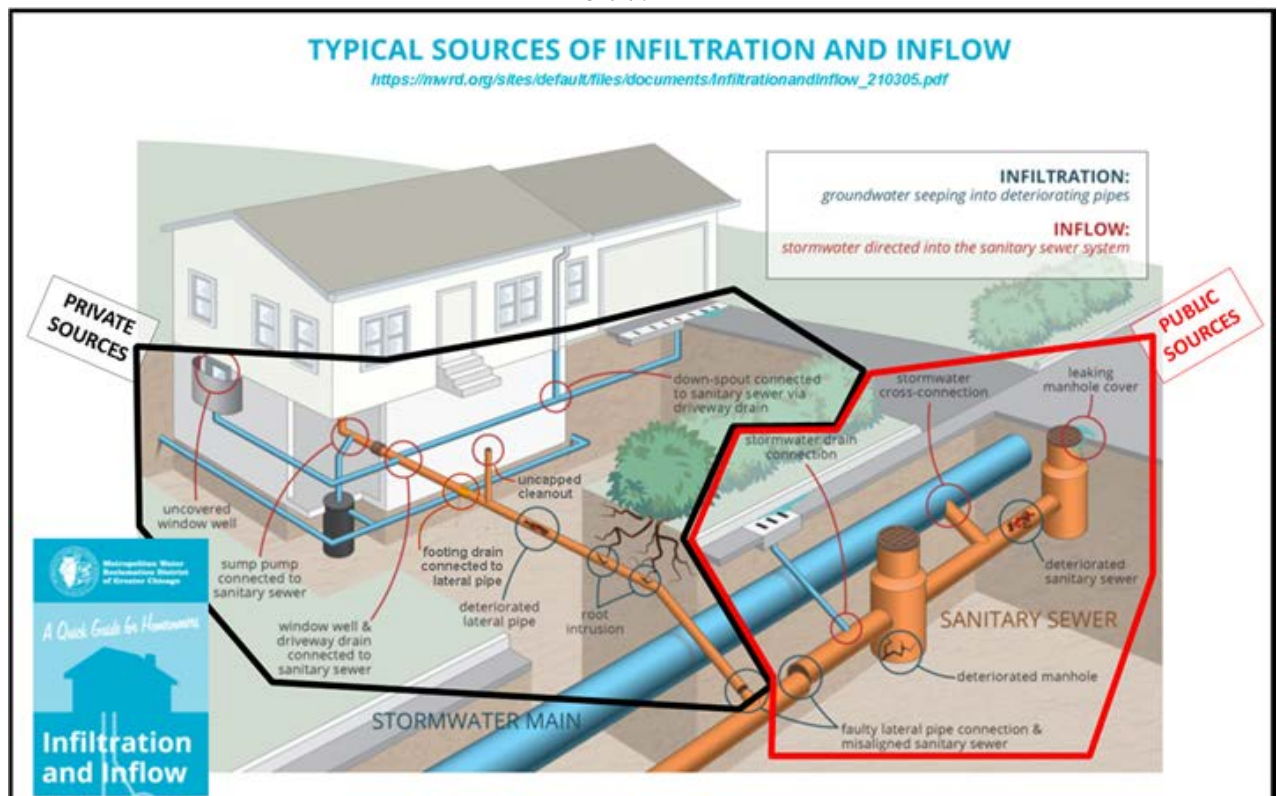 TYPICAL SOURCES OF INFILTRATION AND INFLOW
https://mwrd.org/sites/default/files/documents/InfiltrationandInflow_210305.pdf
INFILTRATION:
groundwater seeping into deteriorating pipes
INFLOW:
stormwater directed into the sanitary sewer system
PRIVATE
SOURCES
PUBLIC
SOURCES
down-spout connected
to sanitary sewer via
driveway drain
stormwater
cross-connection
leaking
manhole cover
stormwater drain
connection
uncapped
cleanout
uncovered
window well
sump pump
connected to
sanitary sewer
footing drain
connected to
lateral pipe
deteriorated
lateral pipe
root
intrusion
window well &
driveway drain
connected to
sanitary sewer
deteriorated
sanitary sewer
SANITARY SEWER
deteriorated manhole
STORMWATER MAIN
faulty lateral pipe connection &
misaligned sanitary sewer
Metropolitan Water
Reclamation District
of Greater Chicago
A Quick Guide for Homeowners
Infiltration
and Inflow